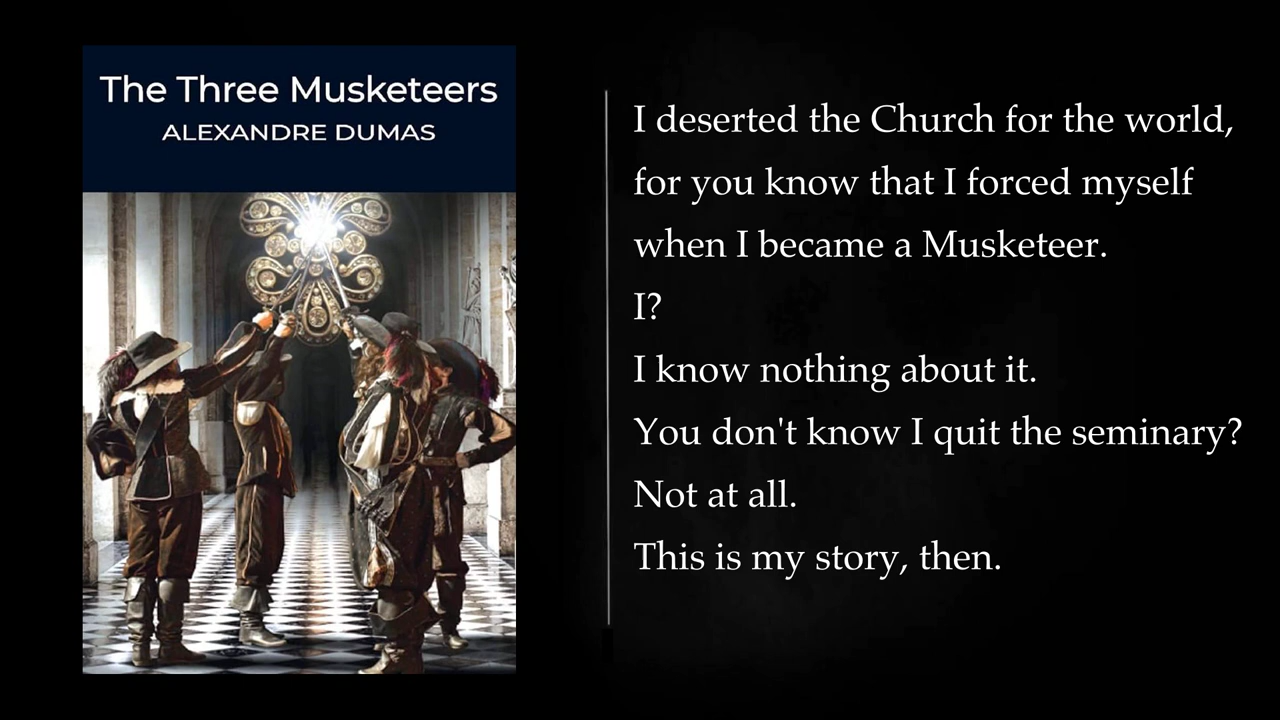 The Three Musketeers
ALEXANDRE DUMAS
I deserted the Church for the world,
for you know that I forced myself
when I became a Musketeer.
I?
I know nothing about it.
You don't know I quit the seminary?
Not at all.
This is my story, then.